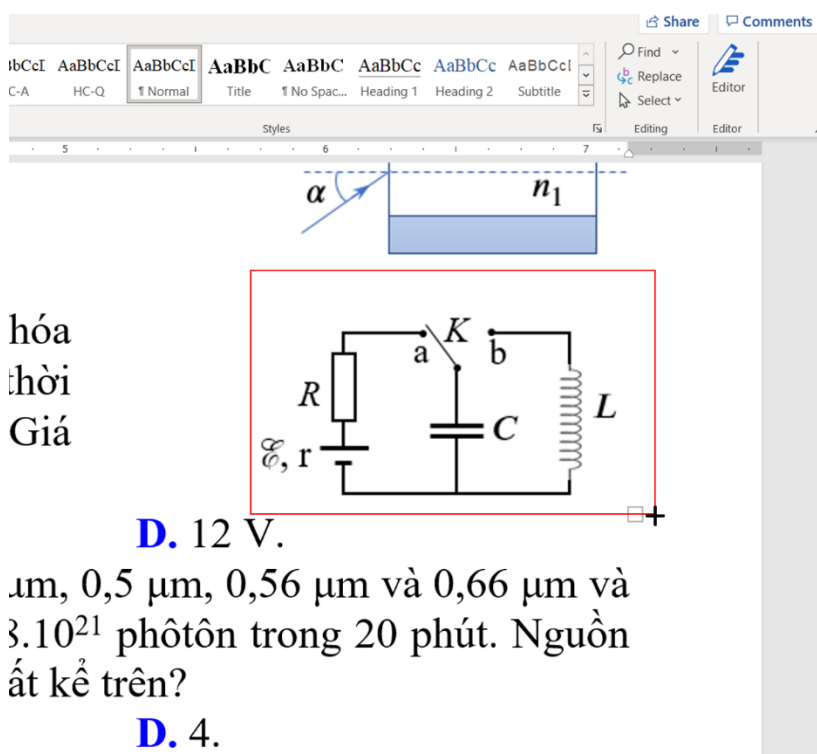 Share Comments
AaBbCcI AaBbCcI AaBbC AaBbC AaBbCc AaBbCc AaBbCcI
C-A HC-Q ¶ Normal Title ¶ No Spac... Heading 1 Heading 2 Subtitle
Find
Replace
Select
Editor
Styles Editing Editor
5 6 7
α n₁
hóa
thời
Giá
K
a b
R L
C
ℰ, r
D. 12 V.
μm, 0,5 μm, 0,56 μm và 0,66 μm và
.10²¹ phôtôn trong 20 phút. Nguồn
ất kể trên?
D. 4.